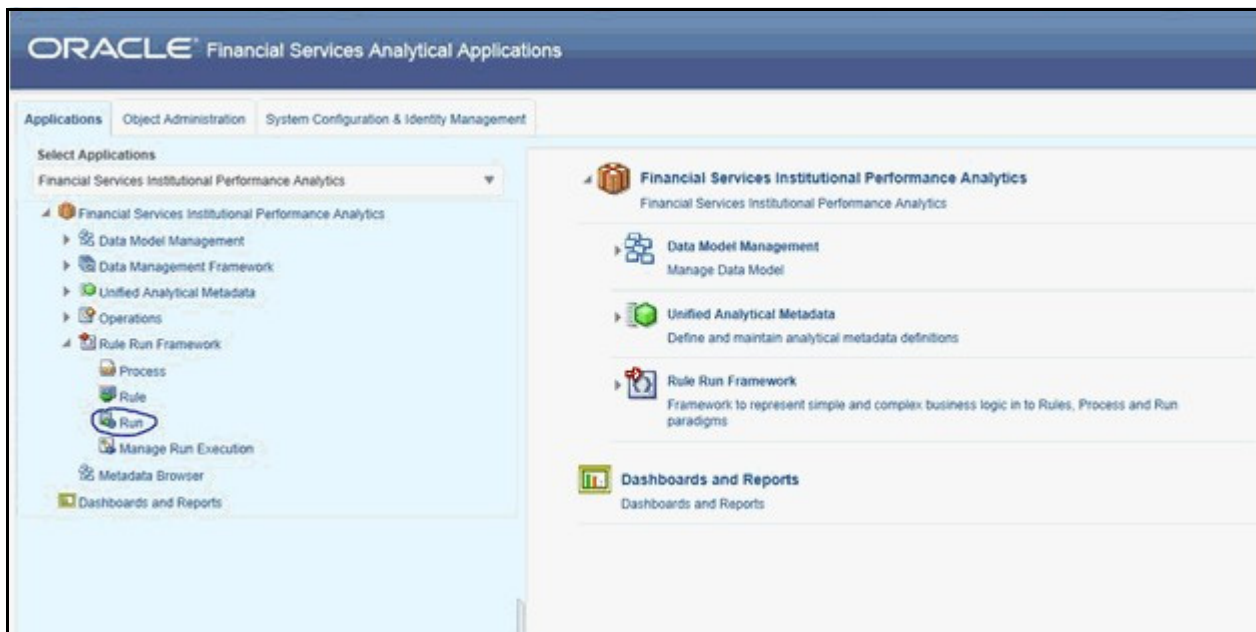 ORACLE® Financial Services Analytical Applications
Applications Object Administration System Configuration & Identity Management
Select Applications
Financial Services Institutional Performance Analytics
Financial Services Institutional Performance Analytics
Data Model Management
Data Management Framework
Unified Analytical Metadata
Operations
Rule Run Framework
Process
Rule
Run
Manage Run Execution
Metadata Browser
Dashboards and Reports
Financial Services Institutional Performance Analytics
Financial Services Institutional Performance Analytics
Data Model Management
Manage Data Model
Unified Analytical Metadata
Define and maintain analytical metadata definitions
Rule Run Framework
Framework to represent simple and complex business logic in to Rules, Process and Run
paradigms
Dashboards and Reports
Dashboards and Reports